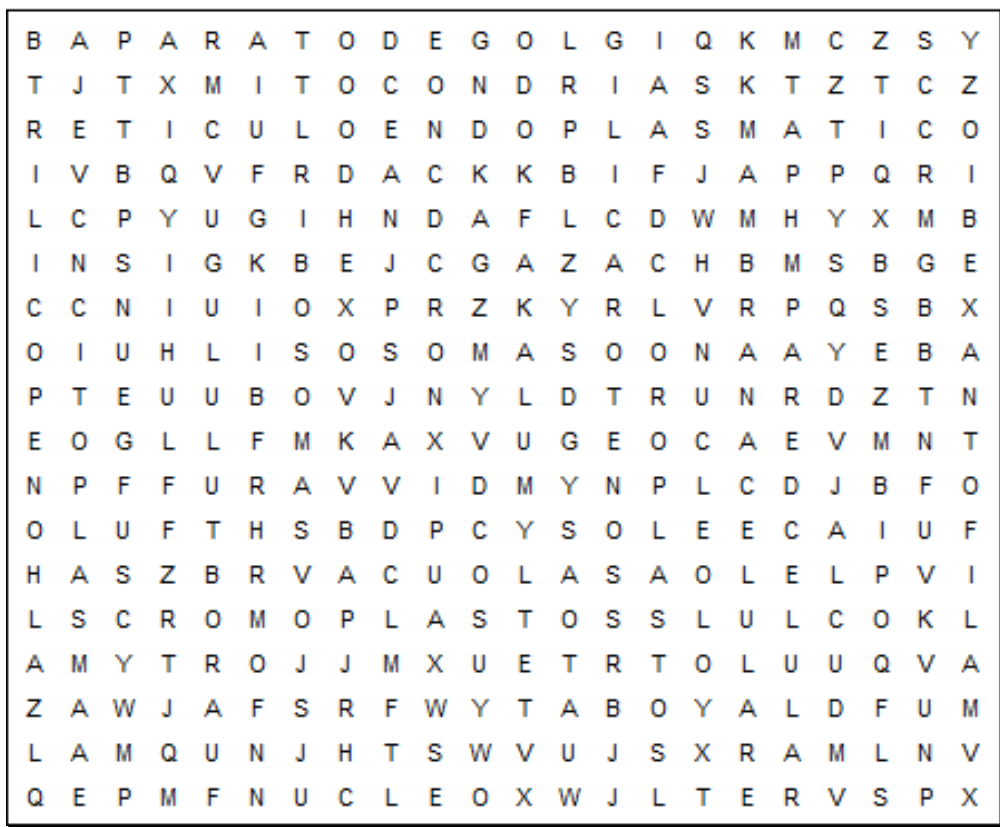 B A P A R A T O D E G O L G I Q K M C Z S Y
T J T X M I T O C O N D R I A S K T Z T C Z
R E T I C U L O E N D O P L A S M A T I C O
I V B Q V F R D A C K K B I F J A P P Q R I
L C P Y U G I H N D A F L C D W M H Y X M B
I N S I G K B E J C G A Z A C H B M S B G E
C C N I U I O X P R Z K Y R L V R P Q S B X
O I U H L I S O S O M A S O O N A A Y E B A
P T E U U B O V J N Y L D T R U N R D Z T N
E O G L L F M K A X V U G E O C A E V M N T
N P F F U R A V V I D M Y N P L C D J B F O
O L U F T H S B D P C Y S O L E E C A I U F
H A S Z B R V A C U O L A S A O L E L P V I
L S C R O M O P L A S T O S S L U L C O K L
A M Y T R O J J M X U E T R T O L U U Q V A
Z A W J A F S R F W Y T A B O Y A L D F U M
L A M Q U N J H T S W V U J S X R A M L N V
Q E P M F N U C L E O X W J L T E R V S P X